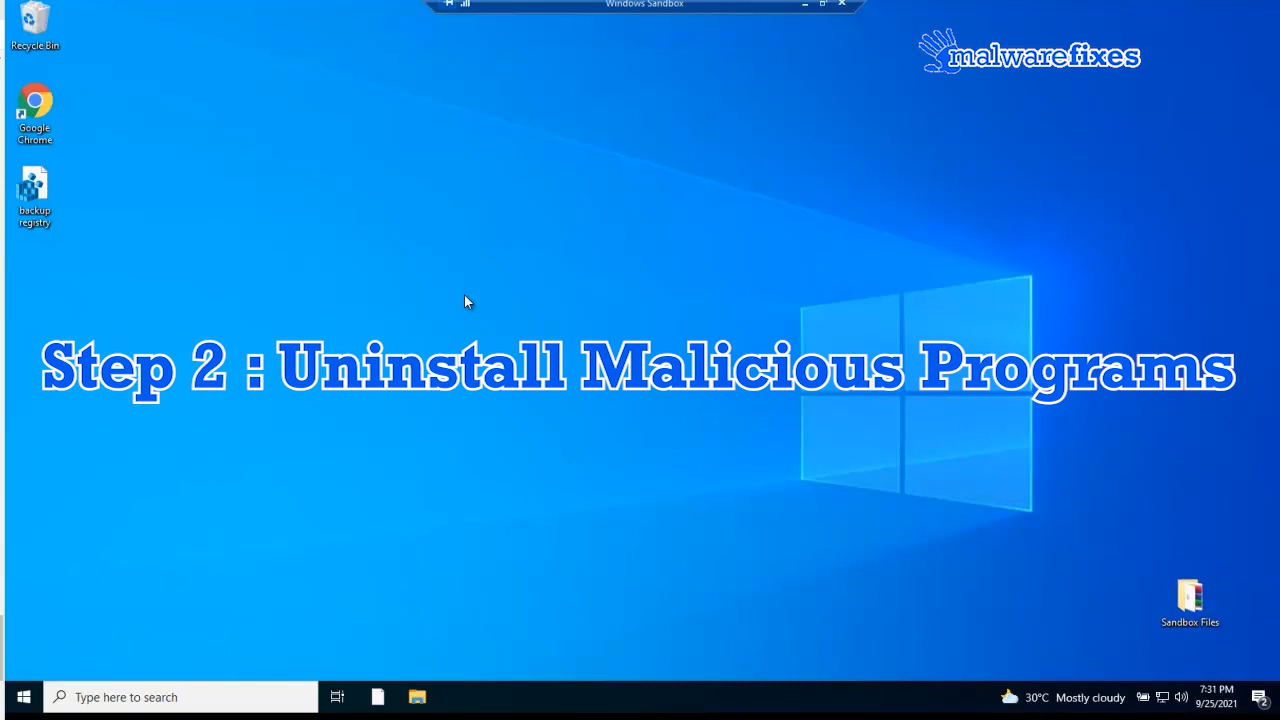 Windows Sandbox
Recycle Bin
malwarefixes
Google
Chrome
backup
registry
Step 2 : Uninstall Malicious Programs
Sandbox Files
Type here to search
30°C Mostly cloudy
7:31 PM
9/25/2021
2